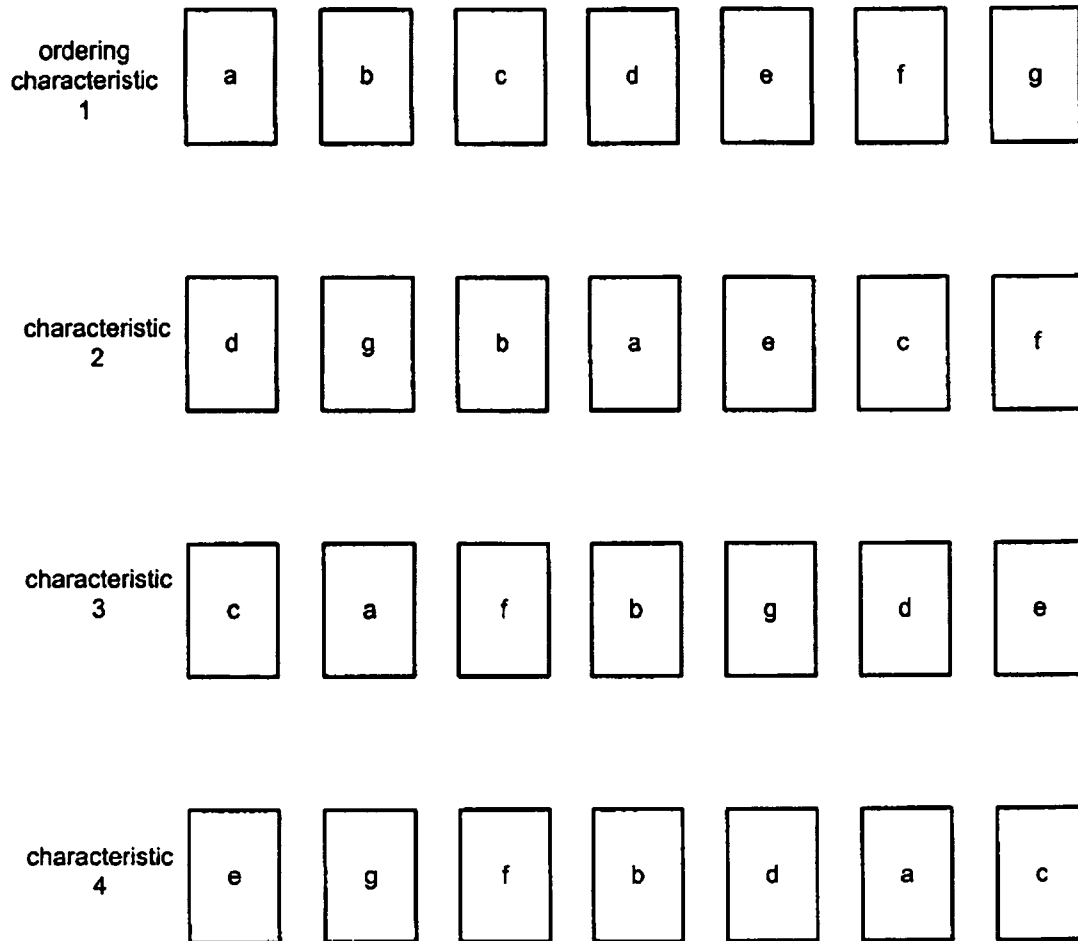 ordering
characteristic
1
a b c d e f g
characteristic
2
d g b a e c f
characteristic
3
c a f b g d e
characteristic
4
e g f b d a c